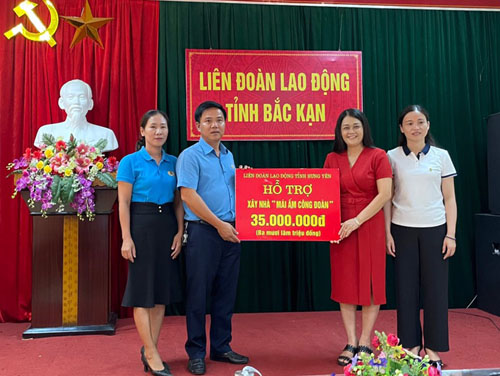 LIÊN ĐOÀN LAO ĐỘNG
TỈNH BẮC KẠN
LIÊN ĐOÀN LAO ĐỘNG TỈNH HƯNG YÊN
HỖ TRỢ
XÂY NHÀ "MÁI ẤM CÔNG ĐOÀN"
35.000.000đ
(Ba mươi lăm triệu đồng)